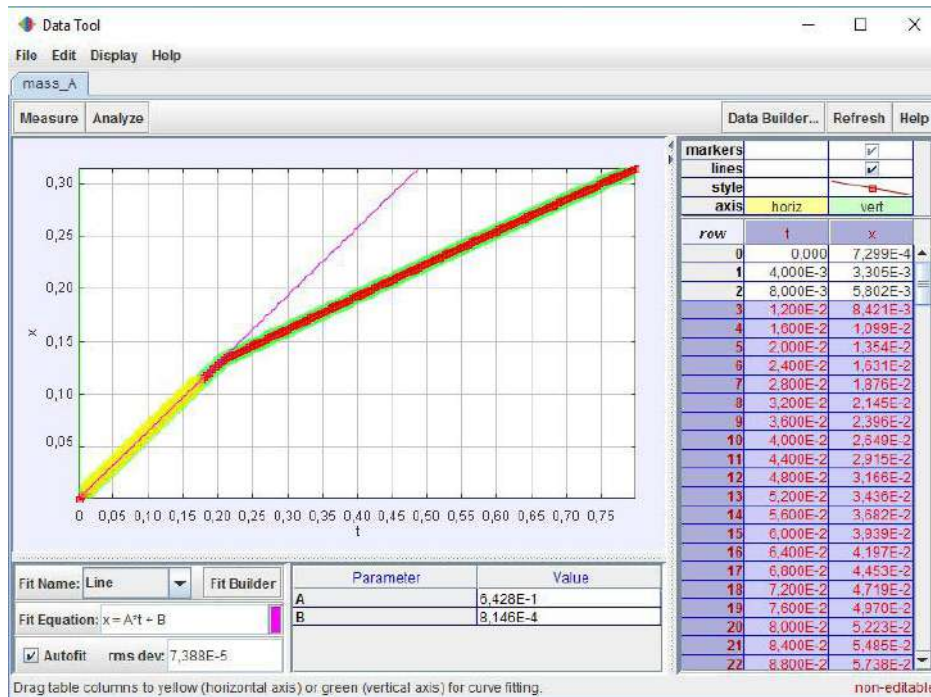 Data Tool
File Edit Display Help
mass_A
Measure Analyze Data Builder... Refresh Help
markers
lines
style
axis horiz vert
row t x
0 0,000 7,299E-4
1 4,000E-3 3,305E-3
2 8,000E-3 5,802E-3
3 1,200E-2 8,421E-3
4 1,600E-2 1,099E-2
5 2,000E-2 1,354E-2
6 2,400E-2 1,631E-2
7 2,800E-2 1,876E-2
8 3,200E-2 2,145E-2
9 3,600E-2 2,396E-2
10 4,000E-2 2,649E-2
11 4,400E-2 2,915E-2
12 4,800E-2 3,166E-2
13 5,200E-2 3,436E-2
14 5,600E-2 3,682E-2
15 6,000E-2 3,939E-2
16 6,400E-2 4,197E-2
17 6,800E-2 4,453E-2
18 7,200E-2 4,719E-2
19 7,600E-2 4,970E-2
20 8,000E-2 5,223E-2
21 8,400E-2 5,485E-2
22 8,800E-2 5,738E-2
0,30
0,25
0,20
x
0,15
0,10
0,05
0 0,05 0,10 0,15 0,20 0,25 0,30 0,35 0,40 0,45 0,50 0,55 0,60 0,65 0,70 0,75
t
Fit Name: Line Fit Builder
Fit Equation: x = A*t + B
Autofit rms dev: 7,388E-5
Parameter Value
A 6,428E-1
B 8,146E-4
Drag table columns to yellow (horizontal axis) or green (vertical axis) for curve fitting. non-editable